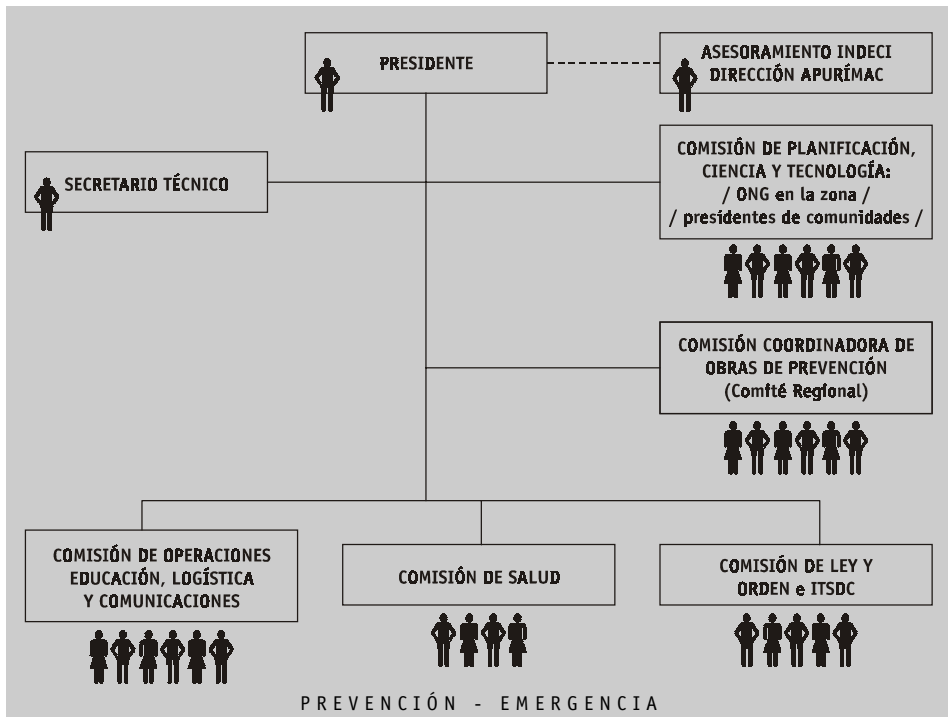 PRESIDENTE
ASESORAMIENTO INDECI
DIRECCIÓN APURÍMAC
SECRETARIO TÉCNICO
COMISIÓN DE PLANIFICACIÓN,
CIENCIA Y TECNOLOGÍA:
/ ONG en la zona /
/ presidentes de comunidades /
COMISIÓN COORDINADORA DE
OBRAS DE PREVENCIÓN
(Comité Regional)
COMISIÓN DE OPERACIONES
EDUCACIÓN, LOGÍSTICA
Y COMUNICACIONES
COMISIÓN DE SALUD
COMISIÓN DE LEY Y
ORDEN e ITSDC
PREVENCIÓN - EMERGENCIA